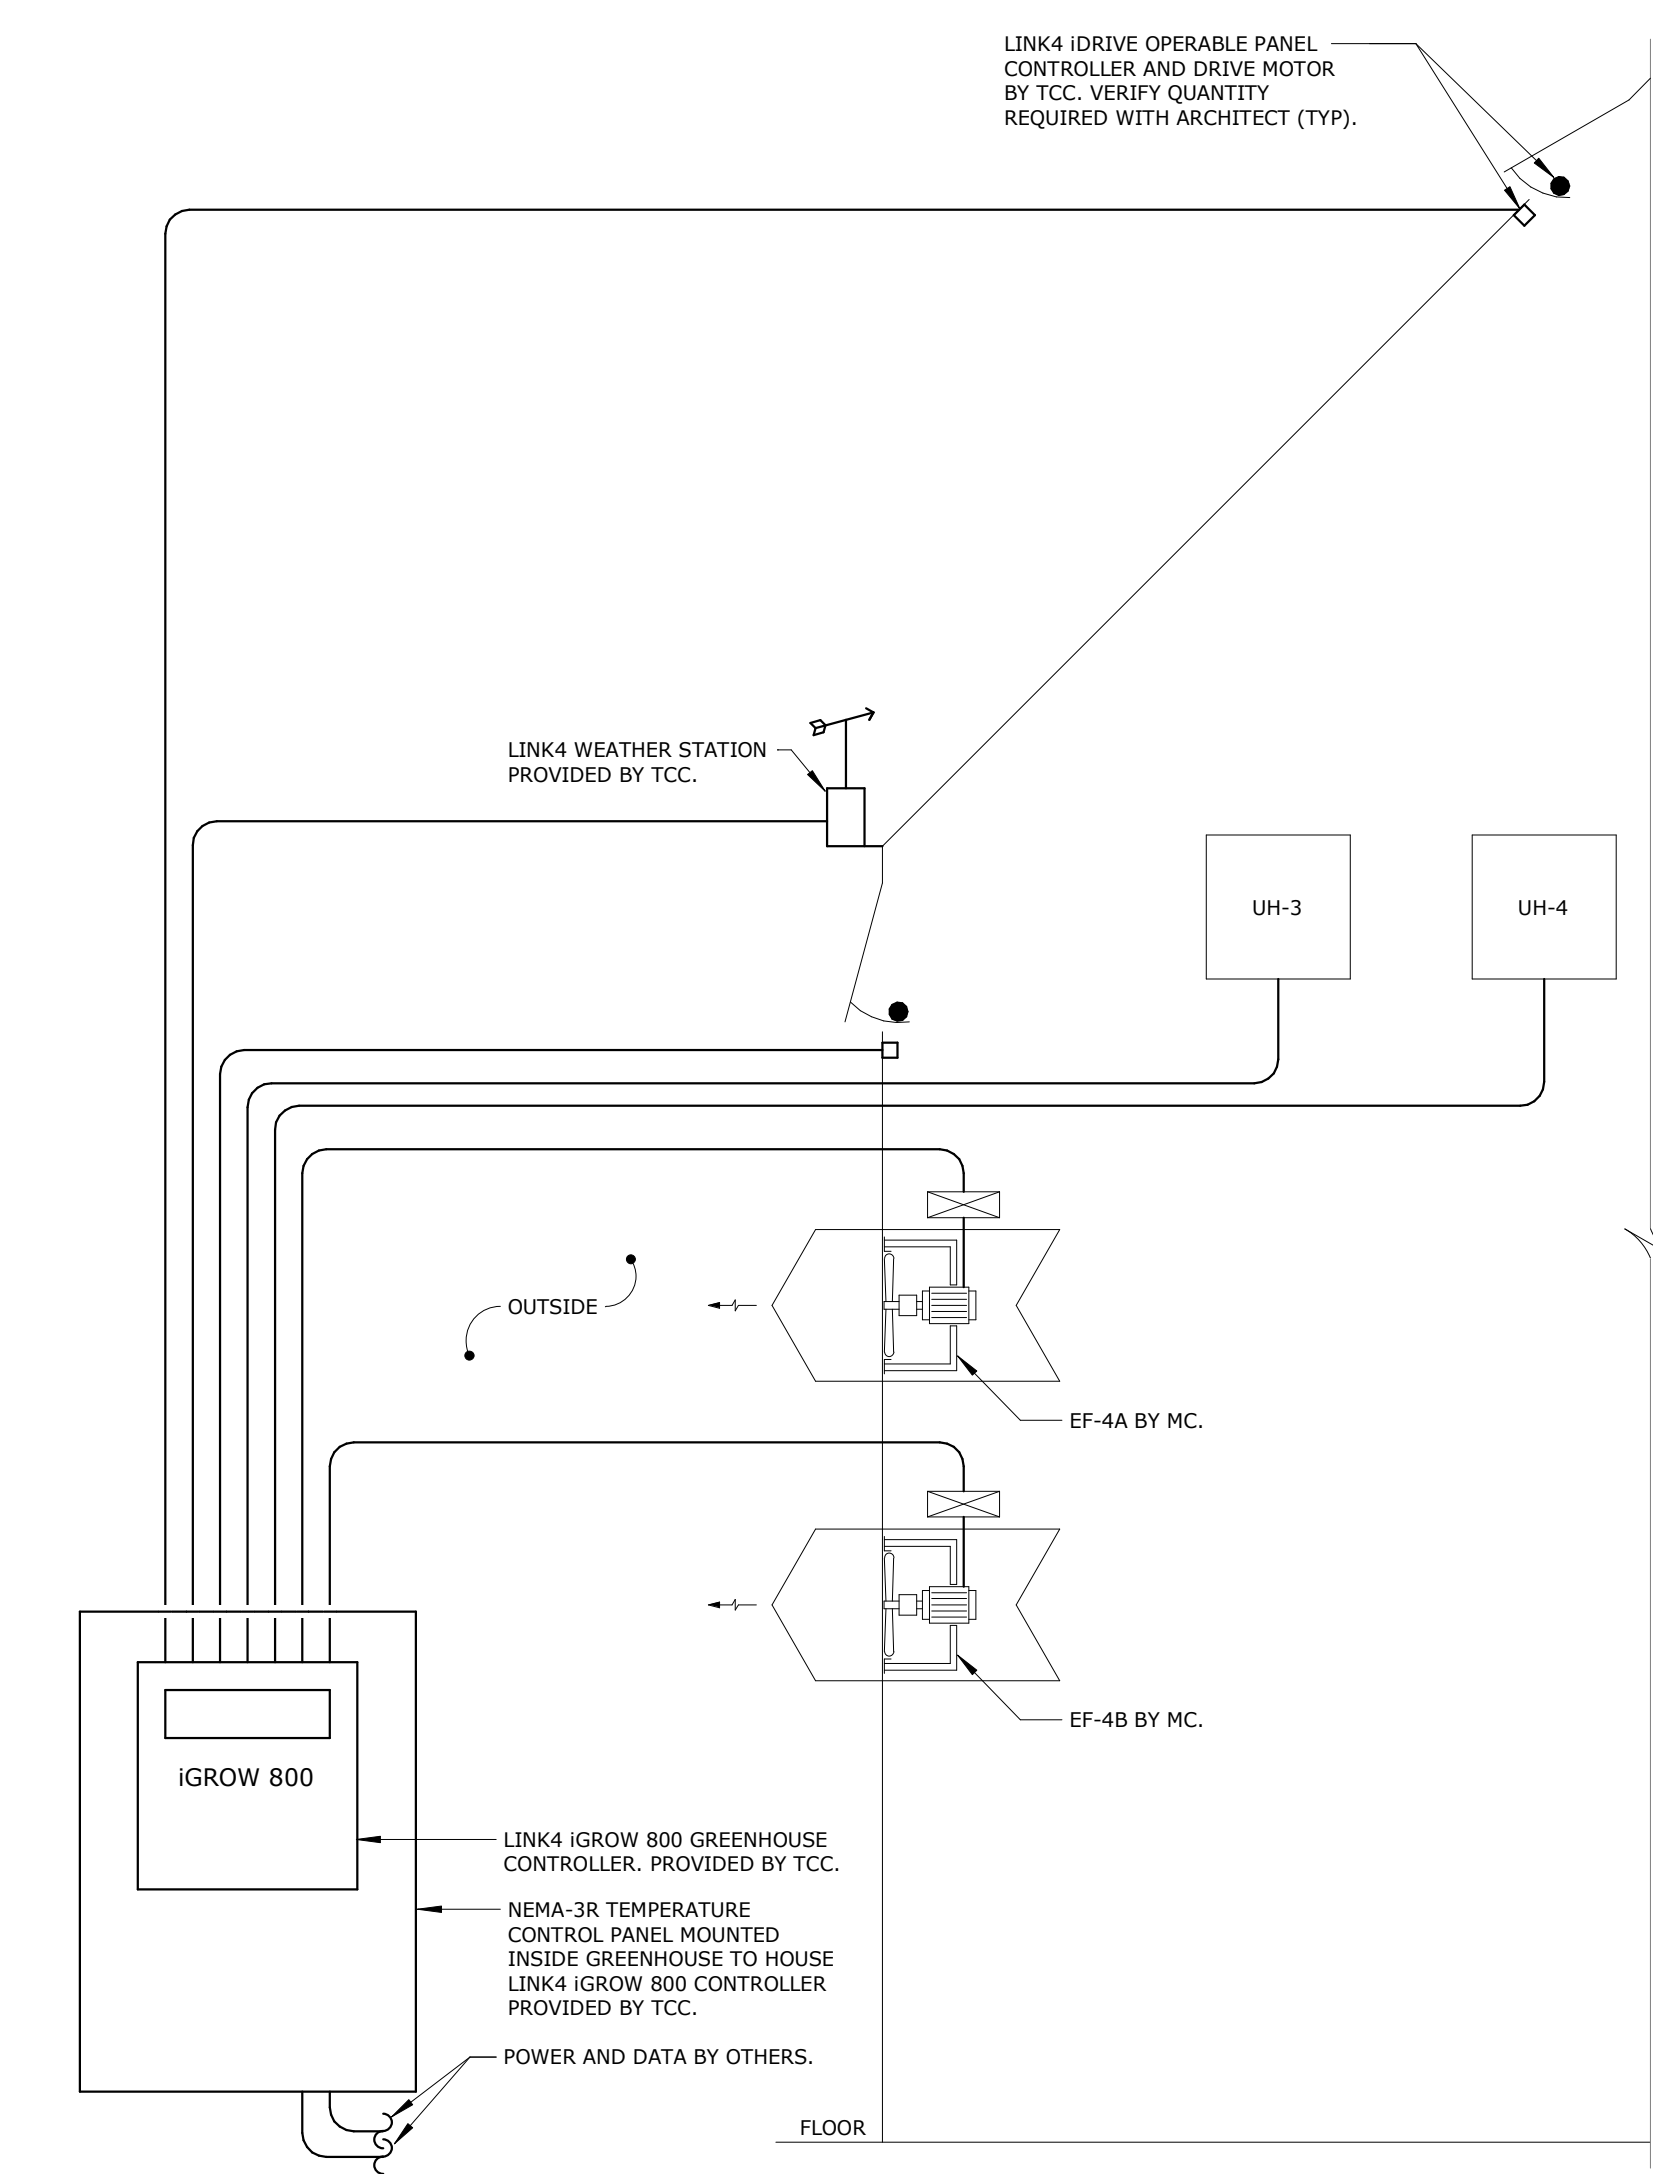 LINK4 iDRIVE OPERABLE PANEL
CONTROLLER AND DRIVE MOTOR
BY TCC. VERIFY QUANTITY
REQUIRED WITH ARCHITECT (TYP).
LINK4 WEATHER STATION
PROVIDED BY TCC.
UH-3
UH-4
OUTSIDE
EF-4A BY MC.
EF-4B BY MC.
iGROW 800
LINK4 iGROW 800 GREENHOUSE
CONTROLLER. PROVIDED BY TCC.
NEMA-3R TEMPERATURE
CONTROL PANEL MOUNTED
INSIDE GREENHOUSE TO HOUSE
LINK4 iGROW 800 CONTROLLER
PROVIDED BY TCC.
POWER AND DATA BY OTHERS.
FLOOR